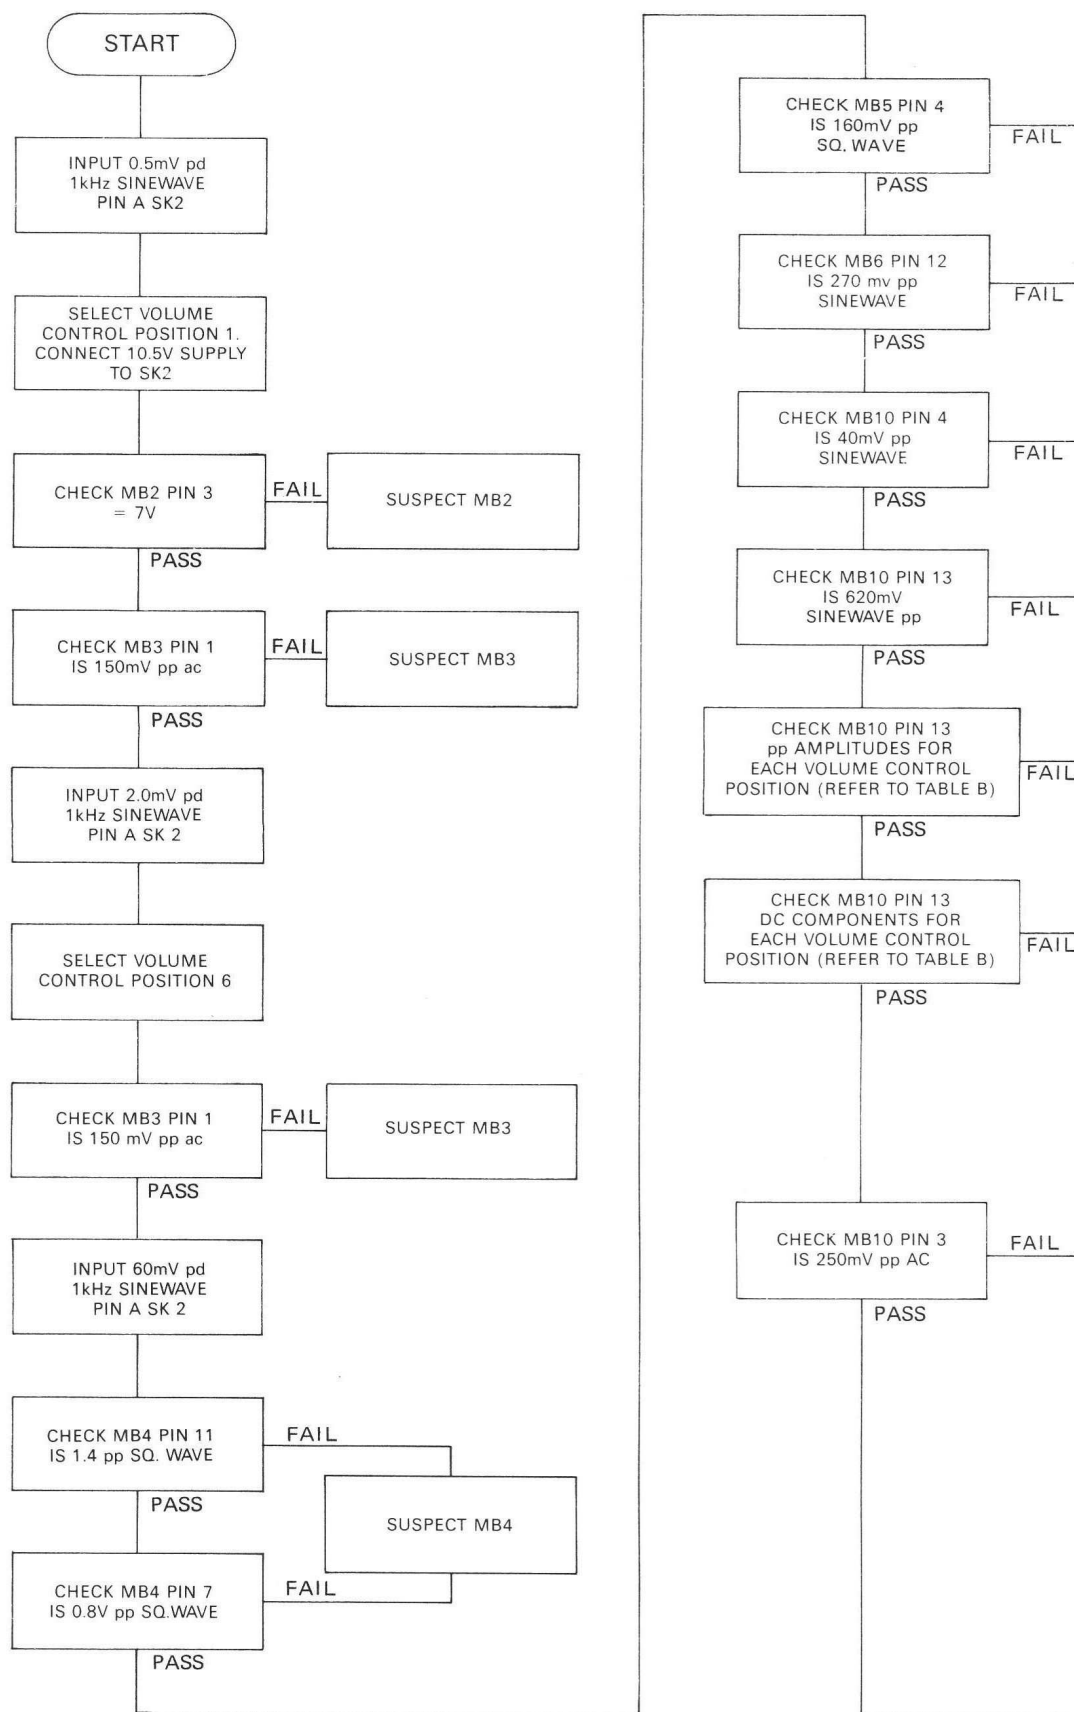 START
INPUT 0.5mV pd
1kHz SINEWAVE
PIN A SK2
SELECT VOLUME
CONTROL POSITION 1.
CONNECT 10.5V SUPPLY
TO SK2
CHECK MB2 PIN 3
= 7V
FAIL
SUSPECT MB2
PASS
CHECK MB3 PIN 1
IS 150mV pp ac
FAIL
SUSPECT MB3
PASS
INPUT 2.0mV pd
1kHz SINEWAVE
PIN A SK 2
SELECT VOLUME
CONTROL POSITION 6
CHECK MB3 PIN 1
IS 150 mV pp ac
FAIL
SUSPECT MB3
PASS
INPUT 60mV pd
1kHz SINEWAVE
PIN A SK 2
CHECK MB4 PIN 11
IS 1.4 pp SQ. WAVE
FAIL
PASS
SUSPECT MB4
CHECK MB4 PIN 7
IS 0.8V pp SQ.WAVE
FAIL
PASS
CHECK MB5 PIN 4
IS 160mV pp
SQ. WAVE
FAIL
PASS
CHECK MB6 PIN 12
IS 270 mv pp
SINEWAVE
FAIL
PASS
CHECK MB10 PIN 4
IS 40mV pp
SINEWAVE
FAIL
PASS
CHECK MB10 PIN 13
IS 620mV
SINEWAVE pp
FAIL
PASS
CHECK MB10 PIN 13
pp AMPLITUDES FOR
EACH VOLUME CONTROL
POSITION (REFER TO TABLE B)
FAIL
PASS
CHECK MB10 PIN 13
DC COMPONENTS FOR
EACH VOLUME CONTROL
POSITION (REFER TO TABLE B)
FAIL
PASS
CHECK MB10 PIN 3
IS 250mV pp AC
FAIL
PASS